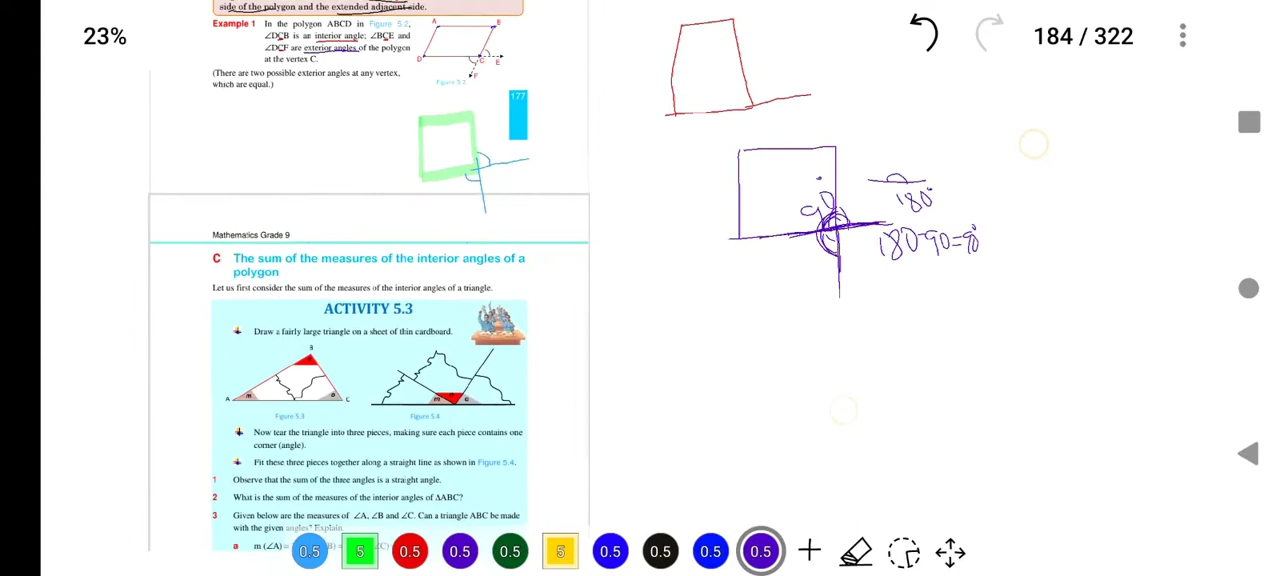 23%
184 / 322
side of the polygon and the extended adjacent side.
Example 1 In the polygon ABCD in Figure 5.2,
∠DCB is an interior angle; ∠BCE and
∠DCF are exterior angles of the polygon
at the vertex C.
(There are two possible exterior angles at any vertex,
which are equal.)
A B
D C E
F
Figure 5.2
177
90
180°
180-90=90°
Mathematics Grade 9
C The sum of the measures of the interior angles of a
polygon
Let us first consider the sum of the measures of the interior angles of a triangle.
ACTIVITY 5.3
Draw a fairly large triangle on a sheet of thin cardboard.
B
A m o C
m o
Figure 5.3 Figure 5.4
Now tear the triangle into three pieces, making sure each piece contains one
corner (angle).
Fit these three pieces together along a straight line as shown in Figure 5.4.
1 Observe that the sum of the three angles is a straight angle.
2 What is the sum of the measures of the interior angles of ΔABC?
3 Given below are the measures of ∠A, ∠B and ∠C. Can a triangle ABC be made
with the given angles? Explain.
a m (∠A) =
0.5 5 0.5 0.5 0.5 5 0.5 0.5 0.5 0.5